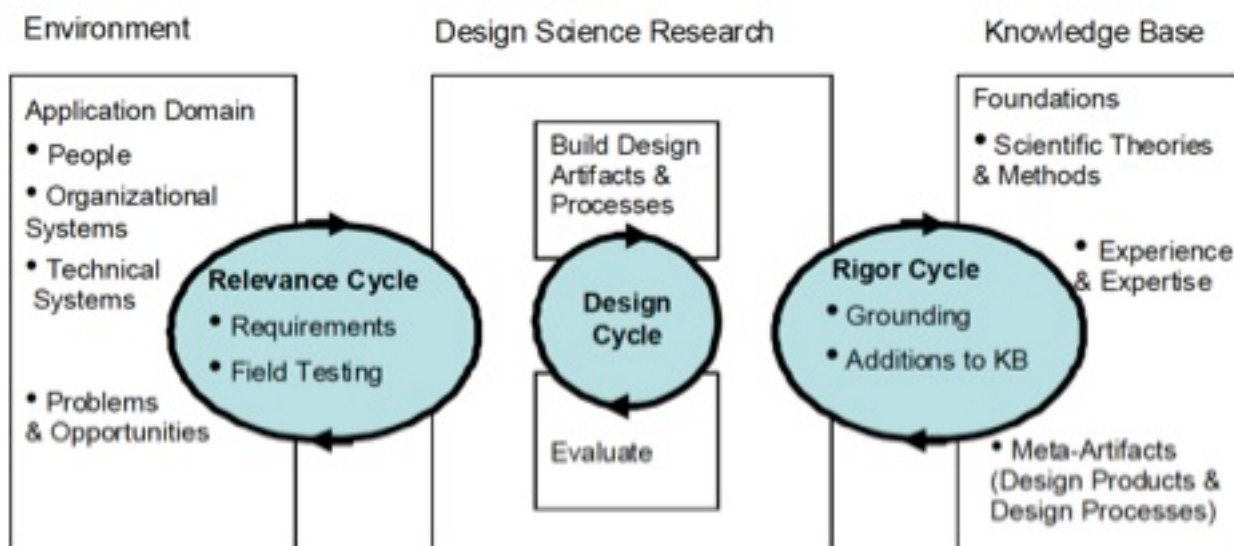 Environment
Design Science Research
Knowledge Base
Application Domain
• People
• Organizational
Systems
• Technical
Systems
• Problems
& Opportunities
Relevance Cycle
• Requirements
• Field Testing
Build Design
Artifacts &
Processes
Design
Cycle
Evaluate
Rigor Cycle
• Grounding
• Additions to KB
Foundations
• Scientific Theories
& Methods
• Experience
& Expertise
• Meta-Artifacts
(Design Products &
Design Processes)